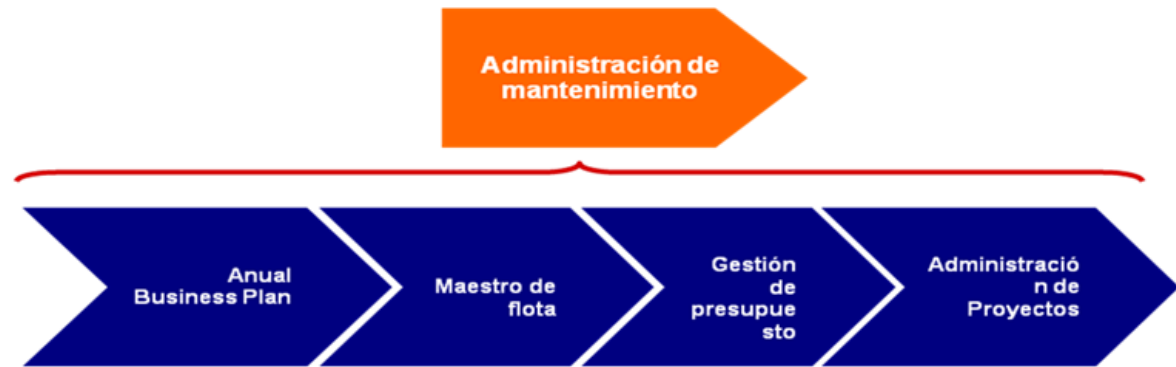 Administración de
mantenimiento
Anual
Business Plan
Maestro de
flota
Gestión
de
presupue
sto
Administració
n de
Proyectos